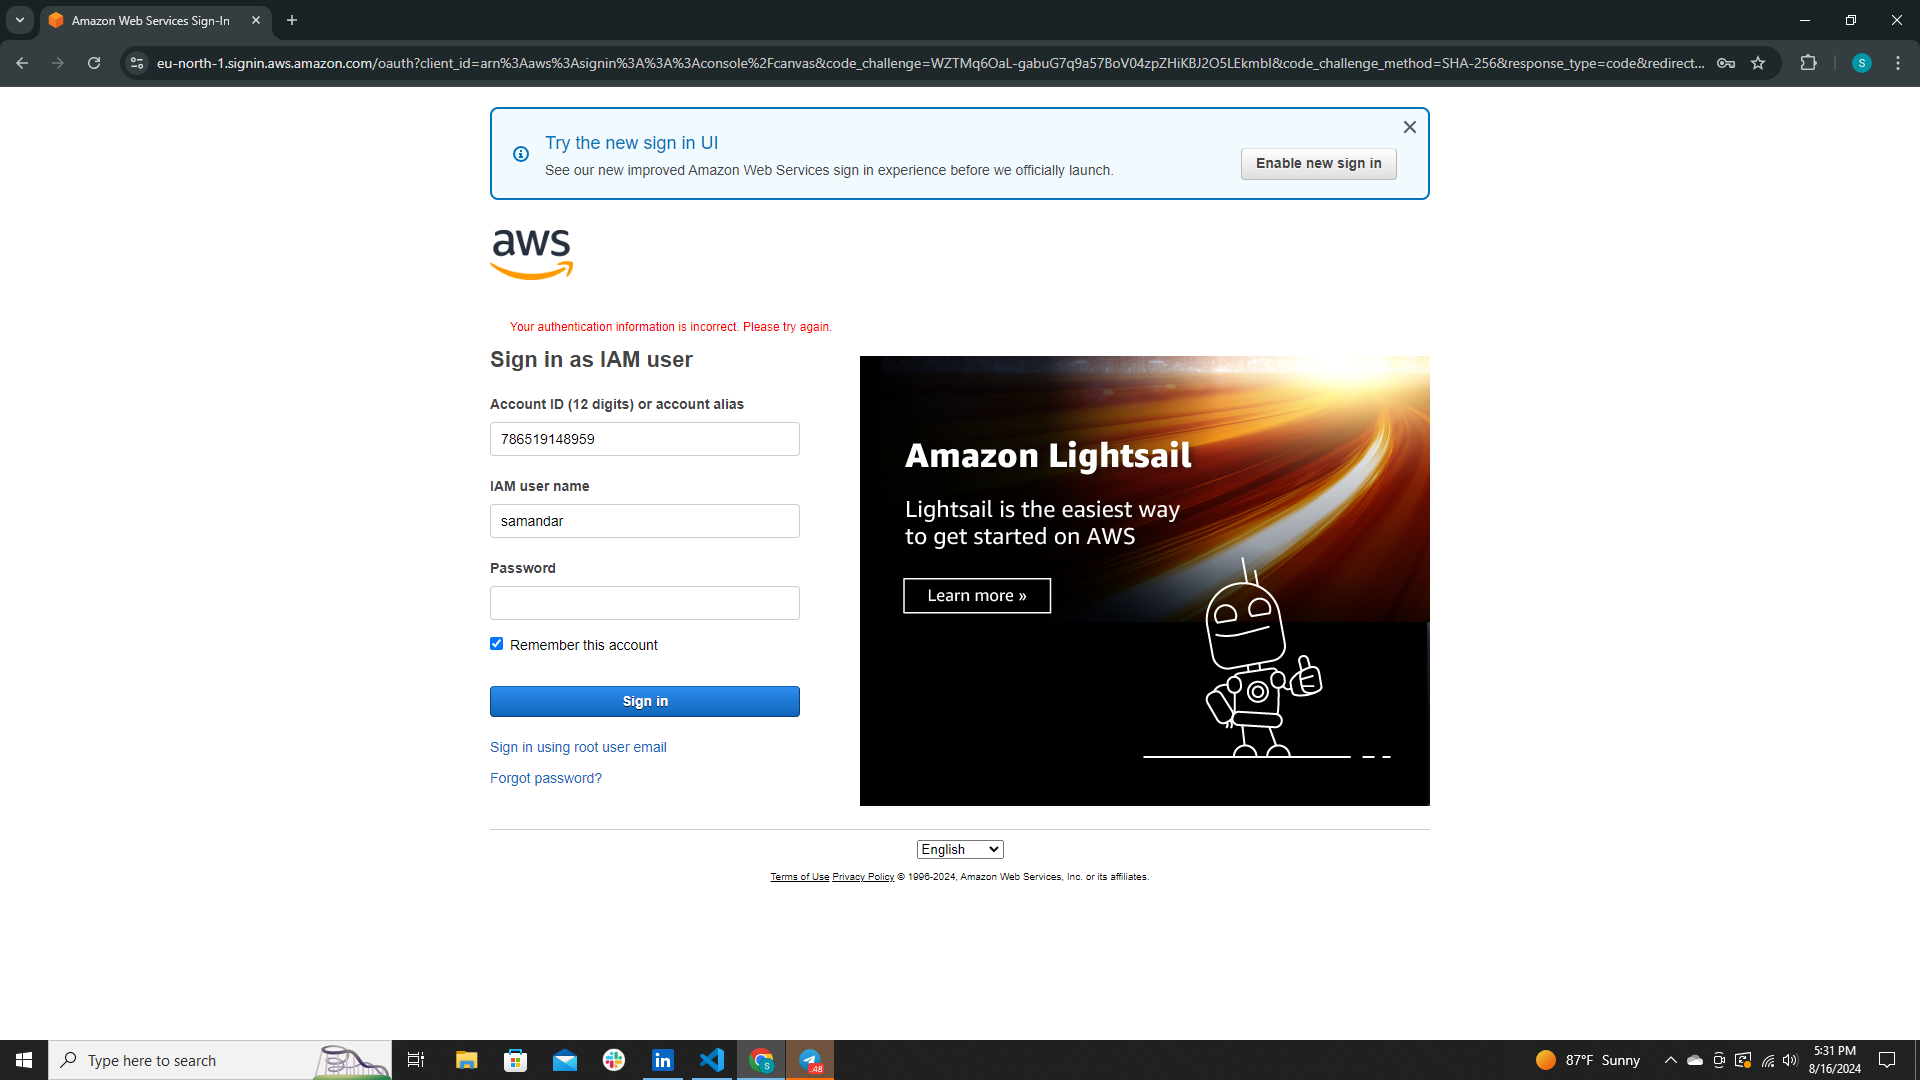 Amazon Web Services Sign-In
eu-north-1.signin.aws.amazon.com/oauth?client_id=arn%3Aaws%3Asignin%3A%3A%3Aconsole%2Fcanvas&code_challenge=WZTMq6OaL-gabuG7q9a57BoV04zpZHiKBJ2O5LEkmbI&code_challenge_method=SHA-256&response_type=code&redirect...
S
Try the new sign in UI
See our new improved Amazon Web Services sign in experience before we officially launch.
Enable new sign in
aws
Your authentication information is incorrect. Please try again.
Sign in as IAM user
Account ID (12 digits) or account alias
786519148959
IAM user name
samandar
Password
Remember this account
Sign in
Sign in using root user email
Forgot password?
Amazon Lightsail
Lightsail is the easiest way
to get started on AWS
Learn more »
English
Terms of Use Privacy Policy © 1996-2024, Amazon Web Services, Inc. or its affiliates.
Type here to search
in
S
48
87°F Sunny
5:31 PM
8/16/2024